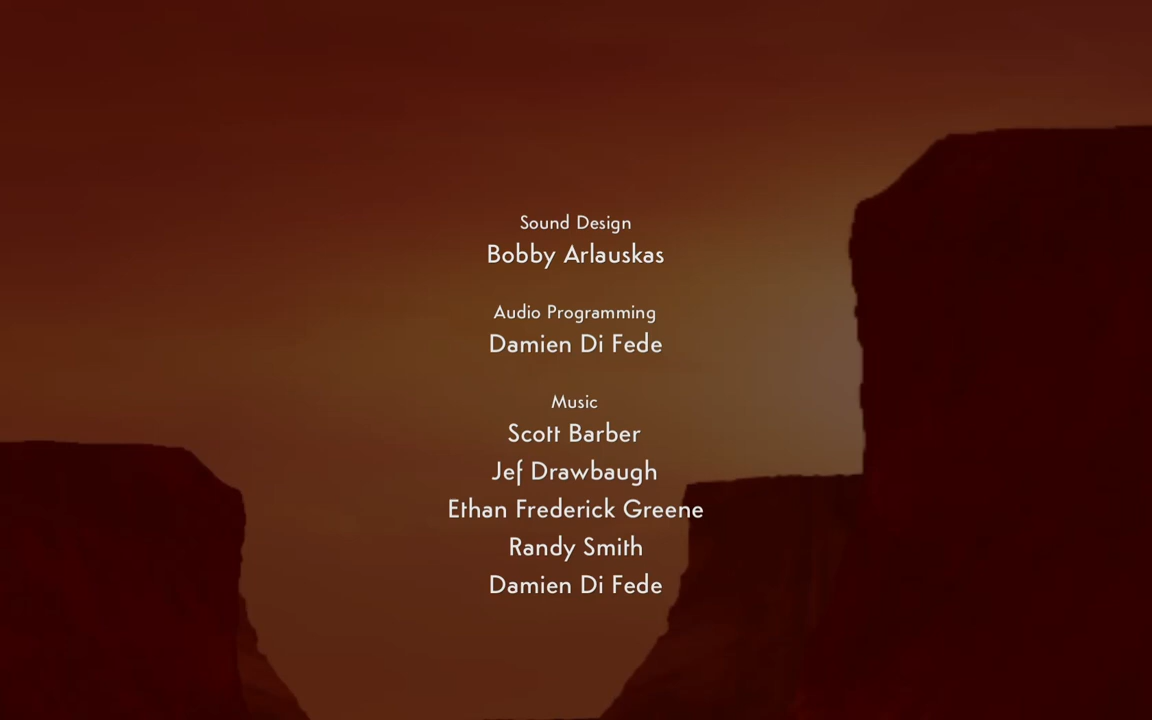 Sound Design
Bobby Arlauskas
Audio Programming
Damien Di Fede
Music
Scott Barber
Jef Drawbaugh
Ethan Frederick Greene
Randy Smith
Damien Di Fede